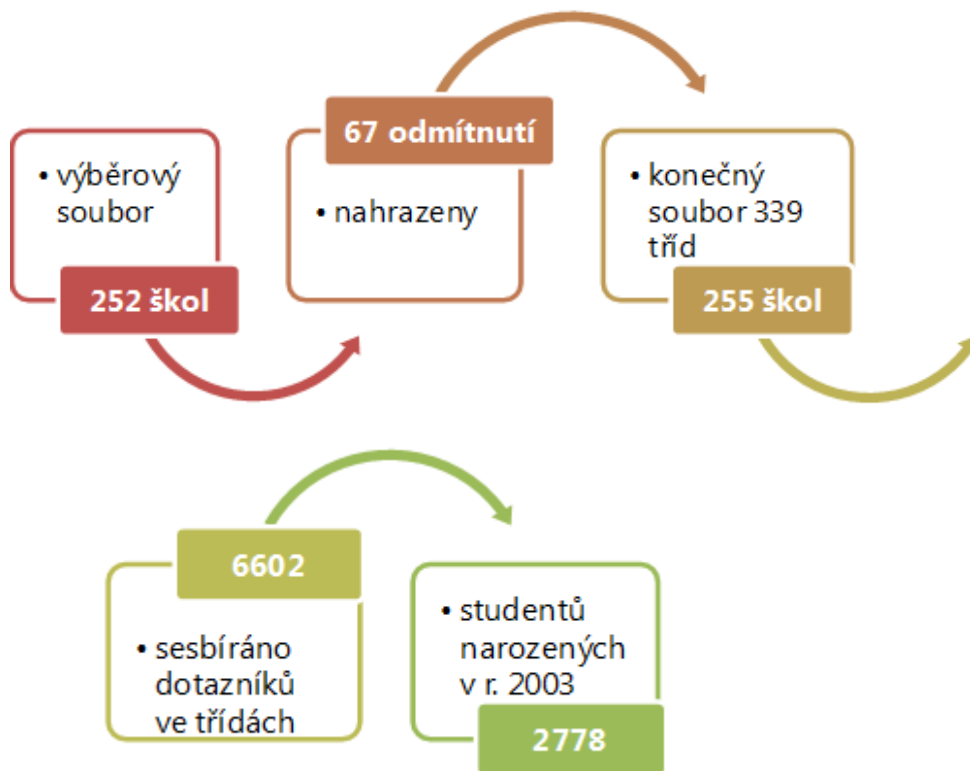 • výběrový
soubor
252 škol
67 odmítnutí
• nahrazeny
• konečný
soubor 339
tříd
255 škol
6602
• sesbíráno
dotazníků
ve třídách
• studentů
narozených
v r. 2003
2778